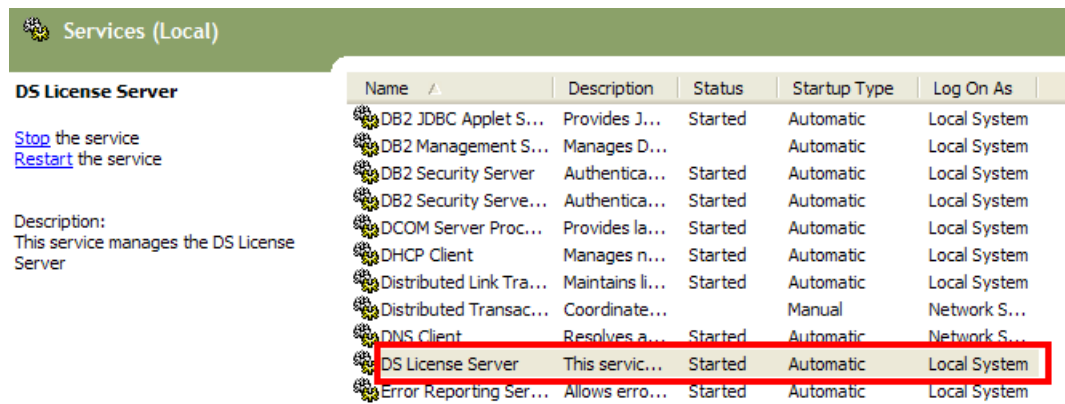 Services (Local)
DS License Server
Stop the service
Restart the service
Description:
This service manages the DS License
Server
Name Description Status Startup Type Log On As
DB2 JDBC Applet S... Provides J... Started Automatic Local System
DB2 Management S... Manages D... Automatic Local System
DB2 Security Server Authentica... Started Automatic Local System
DB2 Security Serve... Authentica... Started Automatic Local System
DCOM Server Proc... Provides la... Started Automatic Local System
DHCP Client Manages n... Started Automatic Local System
Distributed Link Tra... Maintains li... Started Automatic Local System
Distributed Transac... Coordinate... Manual Network S...
DNS Client Resolves a... Started Automatic Network S...
DS License Server This servic... Started Automatic Local System
Error Reporting Ser... Allows erro... Started Automatic Local System